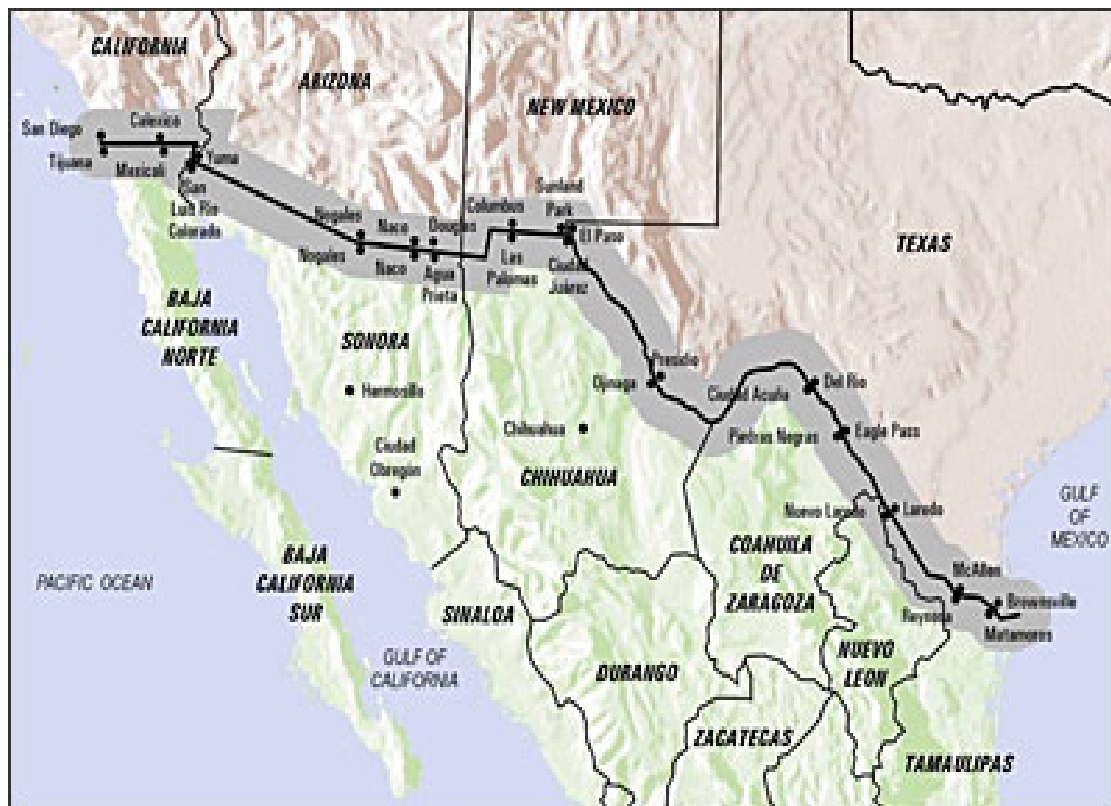 CALIFORNIA
ARIZONA
NEW MEXICO
TEXAS
San Diego
Calexico
Tijuana
Mexicali
Yuma
San
Luis Rio
Colorado
Nogales
Naco
Douglas
Nogales
Naco
Agua
Prieta
Columbus
Sunland
Park
El Paso
Las
Palomas
Ciudad
Juárez
BAJA
CALIFORNIA
NORTE
SONORA
Hermosillo
Ciudad
Obregón
Chihuahua
CHIHUAHUA
Presidio
Ojinaga
Ciudad Acuña
Del Rio
Piedras Negras
Eagle Pass
Nuevo Laredo
Laredo
GULF
OF
MEXICO
COAHUILA
DE
ZARAGOZA
McAllen
Reynosa
Brownsville
Matamoros
PACIFIC OCEAN
BAJA
CALIFORNIA
SUR
GULF OF
CALIFORNIA
SINALOA
DURANGO
NUEVO
LEON
ZACATECAS
TAMAULIPAS